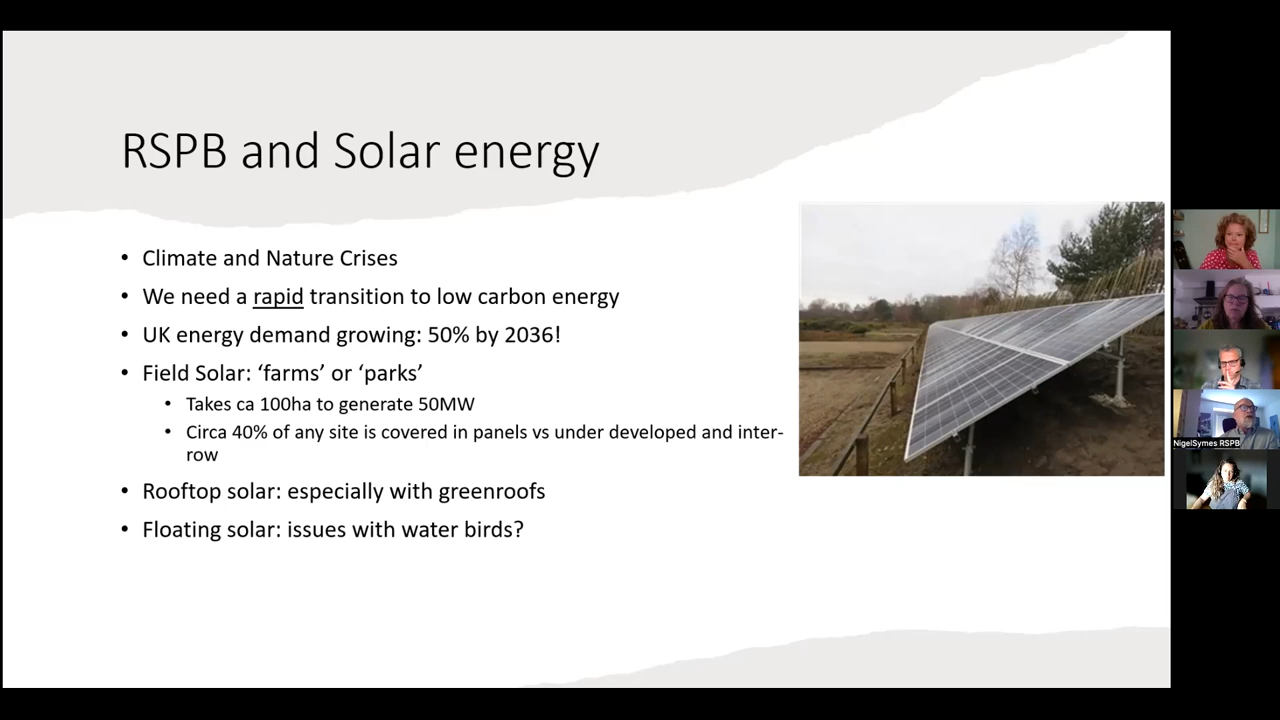 RSPB and Solar energy
• Climate and Nature Crises
• We need a rapid transition to low carbon energy
• UK energy demand growing: 50% by 2036!
• Field Solar: ‘farms’ or ‘parks’
• Takes ca 100ha to generate 50MW
• Circa 40% of any site is covered in panels vs under developed and inter-
row
• Rooftop solar: especially with greenroofs
• Floating solar: issues with water birds?
NigelSymes RSPB